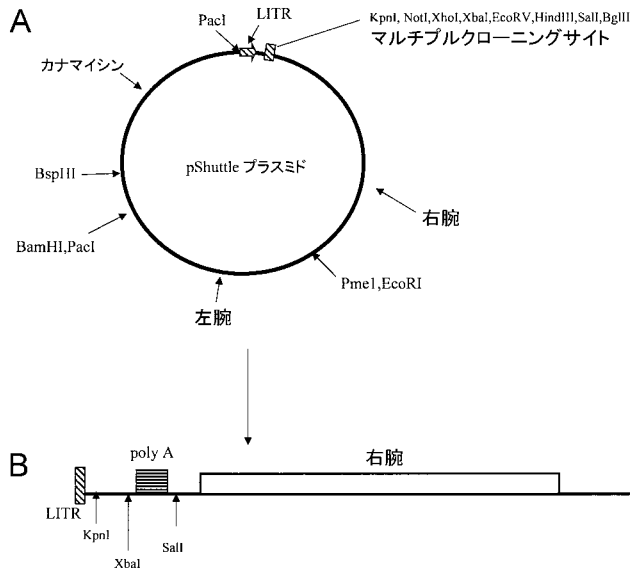 A
PacI
LITR
KpnI, NotI,XhoI,XbaI,EcoRV,HindIII,SalI,BglII
マルチプルクローニングサイト
カナマイシン
pShuttle プラスミド
BspIII
右腕
BamHI,PacI
Pme1,EcoRI
左腕
B
poly A
右腕
LITR
KpnI
SalI
XbaI